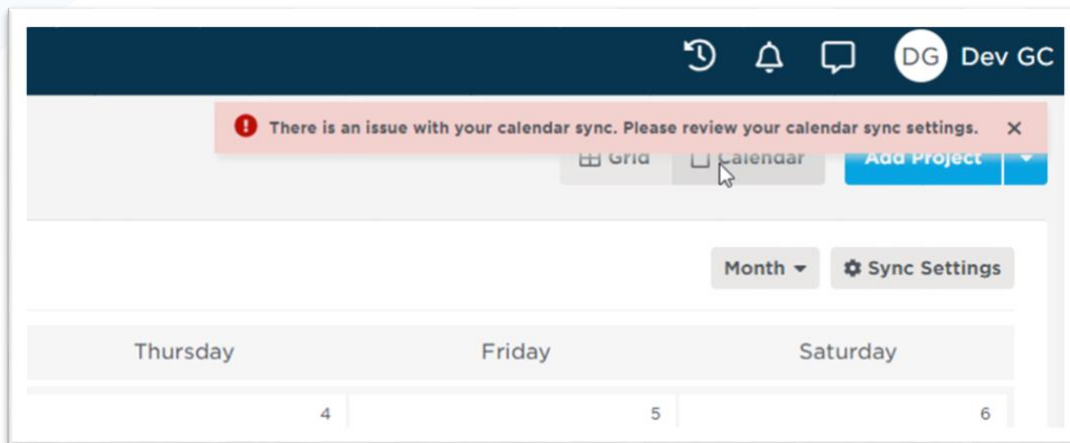 DG Dev GC
There is an issue with your calendar sync. Please review your calendar sync settings.
Grid Calendar Add Project
Month Sync Settings
Thursday Friday Saturday
4 5 6